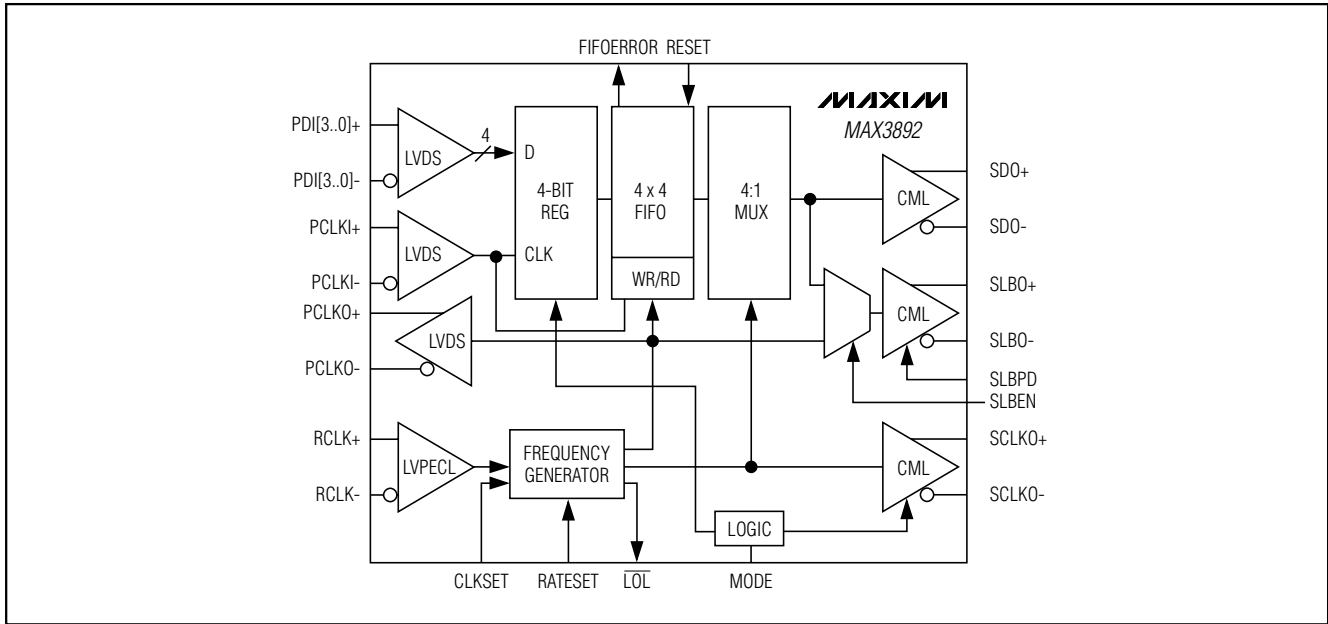 FIFOERROR RESET
MAXIM
MAX3892
PDI[3..0]+
PDI[3..0]-
LVDS
4
D
4-BIT
REG
CLK
4 x 4
FIFO
WR/RD
4:1
MUX
CML
SDO+
SDO-
PCLKI+
PCLKI-
LVDS
PCLKO+
PCLKO-
LVDS
CML
SLBO+
SLBO-
SLBPD
SLBEN
RCLK+
RCLK-
LVPECL
FREQUENCY
GENERATOR
CML
SCLKO+
SCLKO-
LOGIC
CLKSET
RATESET
LOL
MODE